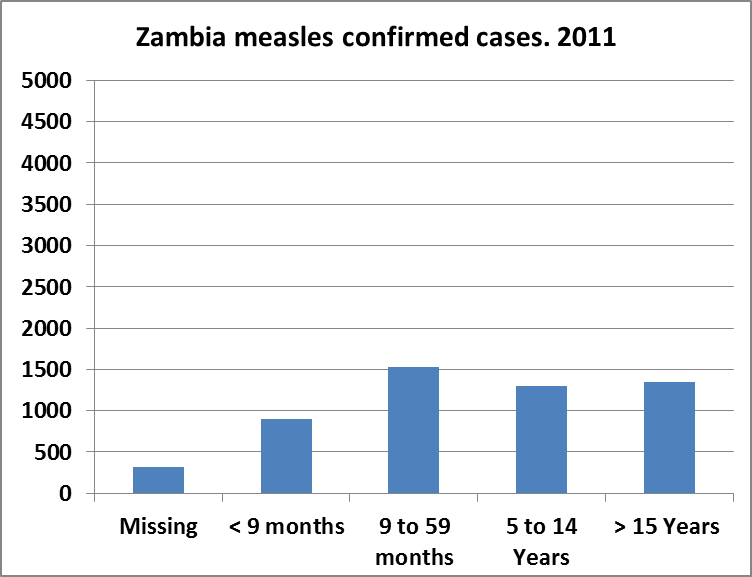 Zambia measles confirmed cases. 2011
5000
4500
4000
3500
3000
2500
2000
1500
1000
500
0
Missing
< 9 months
9 to 59
months
5 to 14
Years
> 15 Years